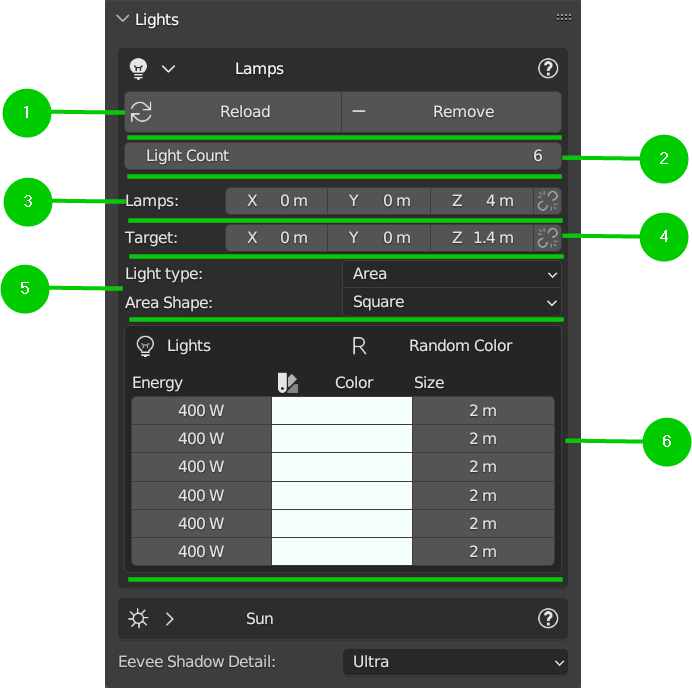 Lights
Lamps
1 Reload Remove
Light Count 6 2
3 Lamps: X 0 m Y 0 m Z 4 m
Target: X 0 m Y 0 m Z 1.4 m 4
Light type: Area
5
Area Shape: Square
Lights R Random Color
Energy Color Size
400 W 2 m
400 W 2 m 6
400 W 2 m
400 W 2 m
400 W 2 m
400 W 2 m
Sun
Eevee Shadow Detail: Ultra